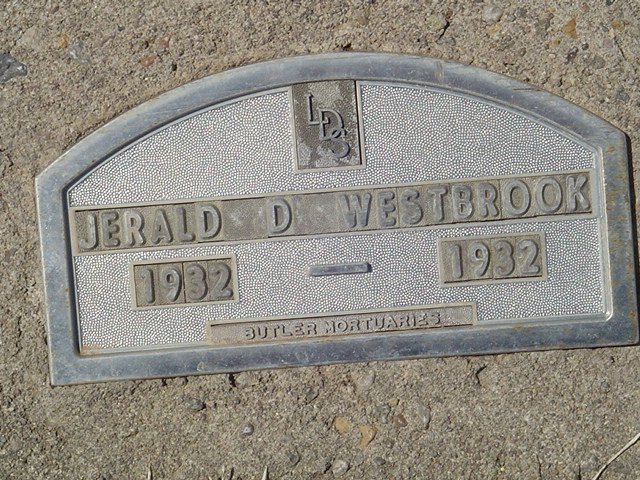 LDS
JERALD D WESTBROOK
1932 — 1932
BUTLER MORTUARIES